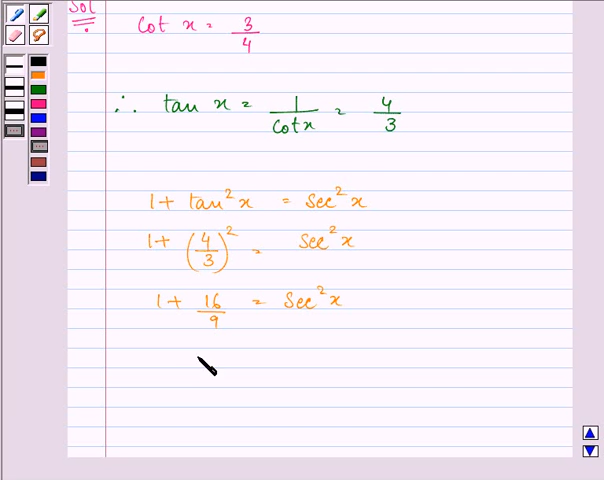 Sol
cot x = 3/4
∴ tan x = 1/cotx = 4/3
1 + tan²x = Sec²x
1 + (4/3)² = Sec²x
1 + 16/9 = Sec²x